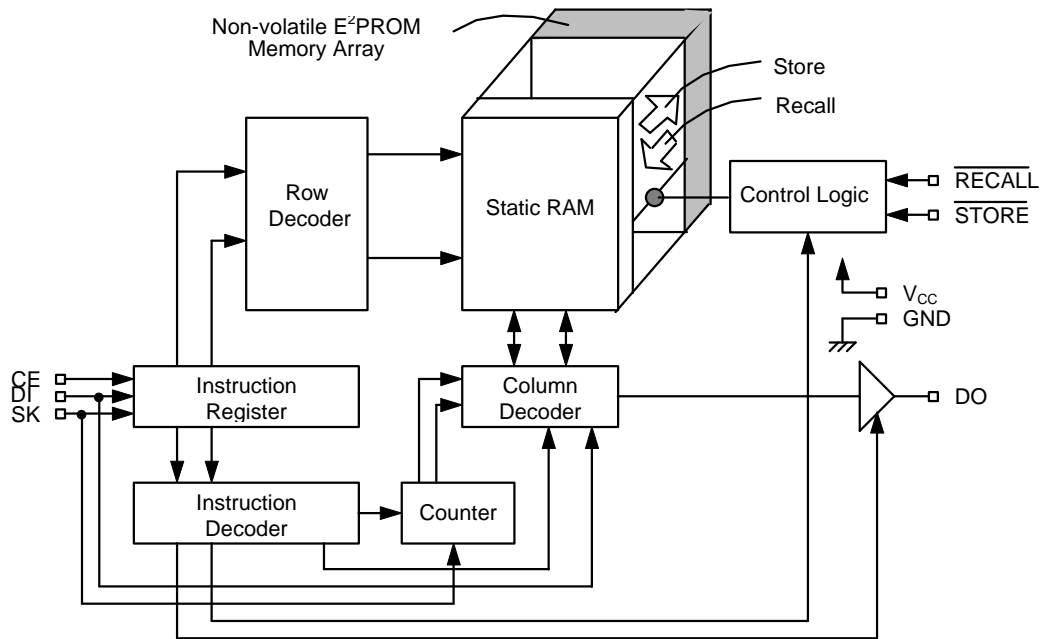 Non-volatile E²PROM
Memory Array
Store
Recall
Row
Decoder
Static RAM
Control Logic
RECALL
STORE
VCC
GND
CE
DI
SK
Instruction
Register
Column
Decoder
DO
Instruction
Decoder
Counter